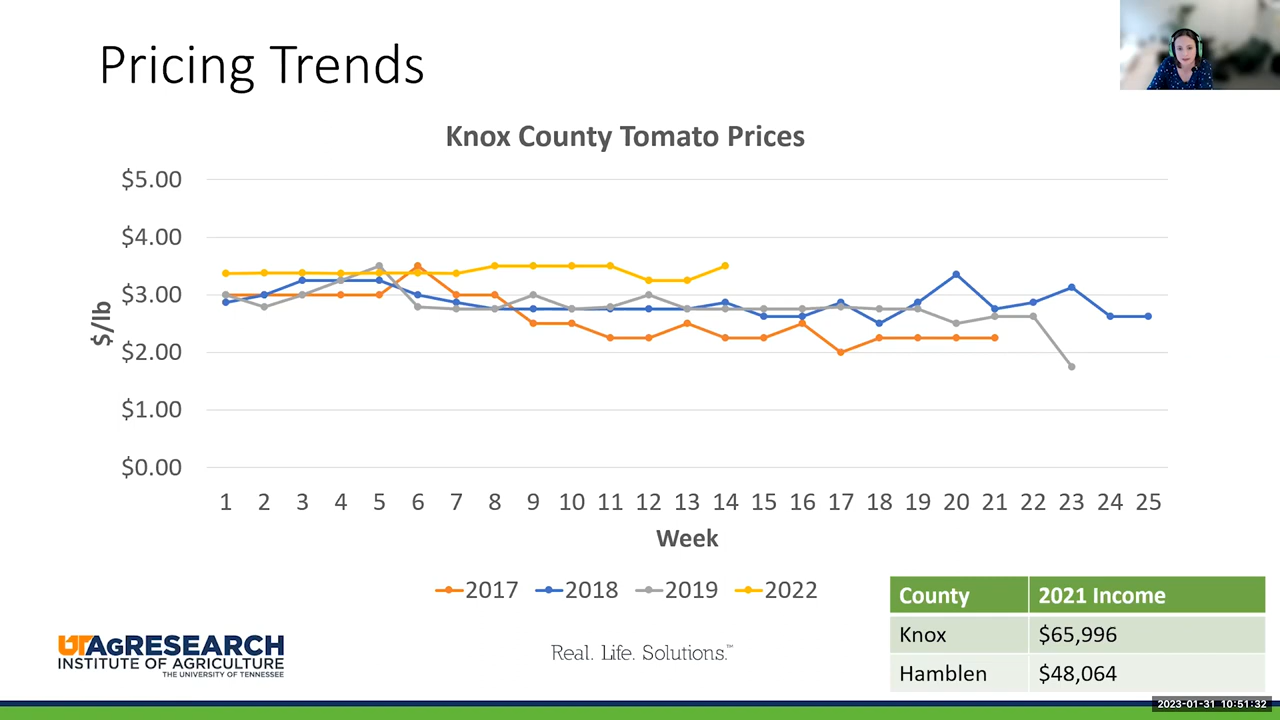 Pricing Trends
Knox County Tomato Prices
$5.00
$4.00
$3.00
$2.00
$1.00
$0.00
$/lb
1 2 3 4 5 6 7 8 9 10 11 12 13 14 15 16 17 18 19 20 21 22 23 24 25
Week
2017 2018 2019 2022
County 2021 Income
Knox $65,996
Hamblen $48,064
UTAGRESEARCH
INSTITUTE OF AGRICULTURE
THE UNIVERSITY OF TENNESSEE
Real. Life. Solutions.™
2023-01-31 10:51:32